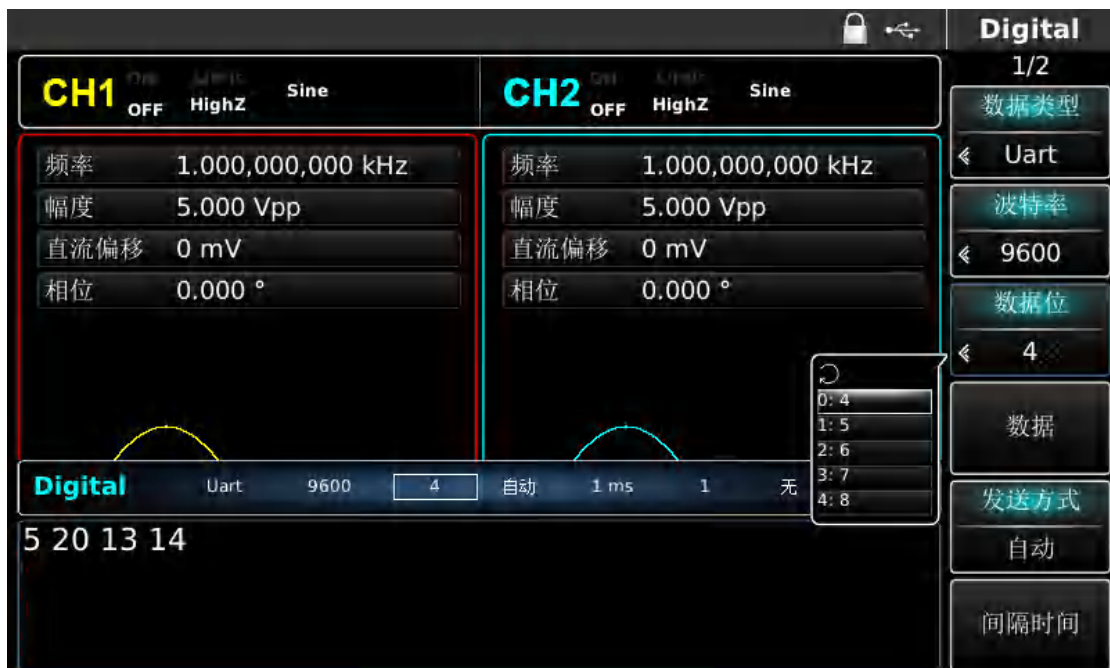 Digital
1/2
CH1 OFF HighZ Sine
CH2 OFF HighZ Sine
频率 1.000,000,000 kHz
幅度 5.000 Vpp
直流偏移 0 mV
相位 0.000 °
频率 1.000,000,000 kHz
幅度 5.000 Vpp
直流偏移 0 mV
相位 0.000 °
数据类型
Uart
波特率
9600
数据位
4
数据
发送方式
自动
间隔时间
0: 4
1: 5
2: 6
3: 7
4: 8
Digital Uart 9600 4 自动 1 ms 1 无
5 20 13 14